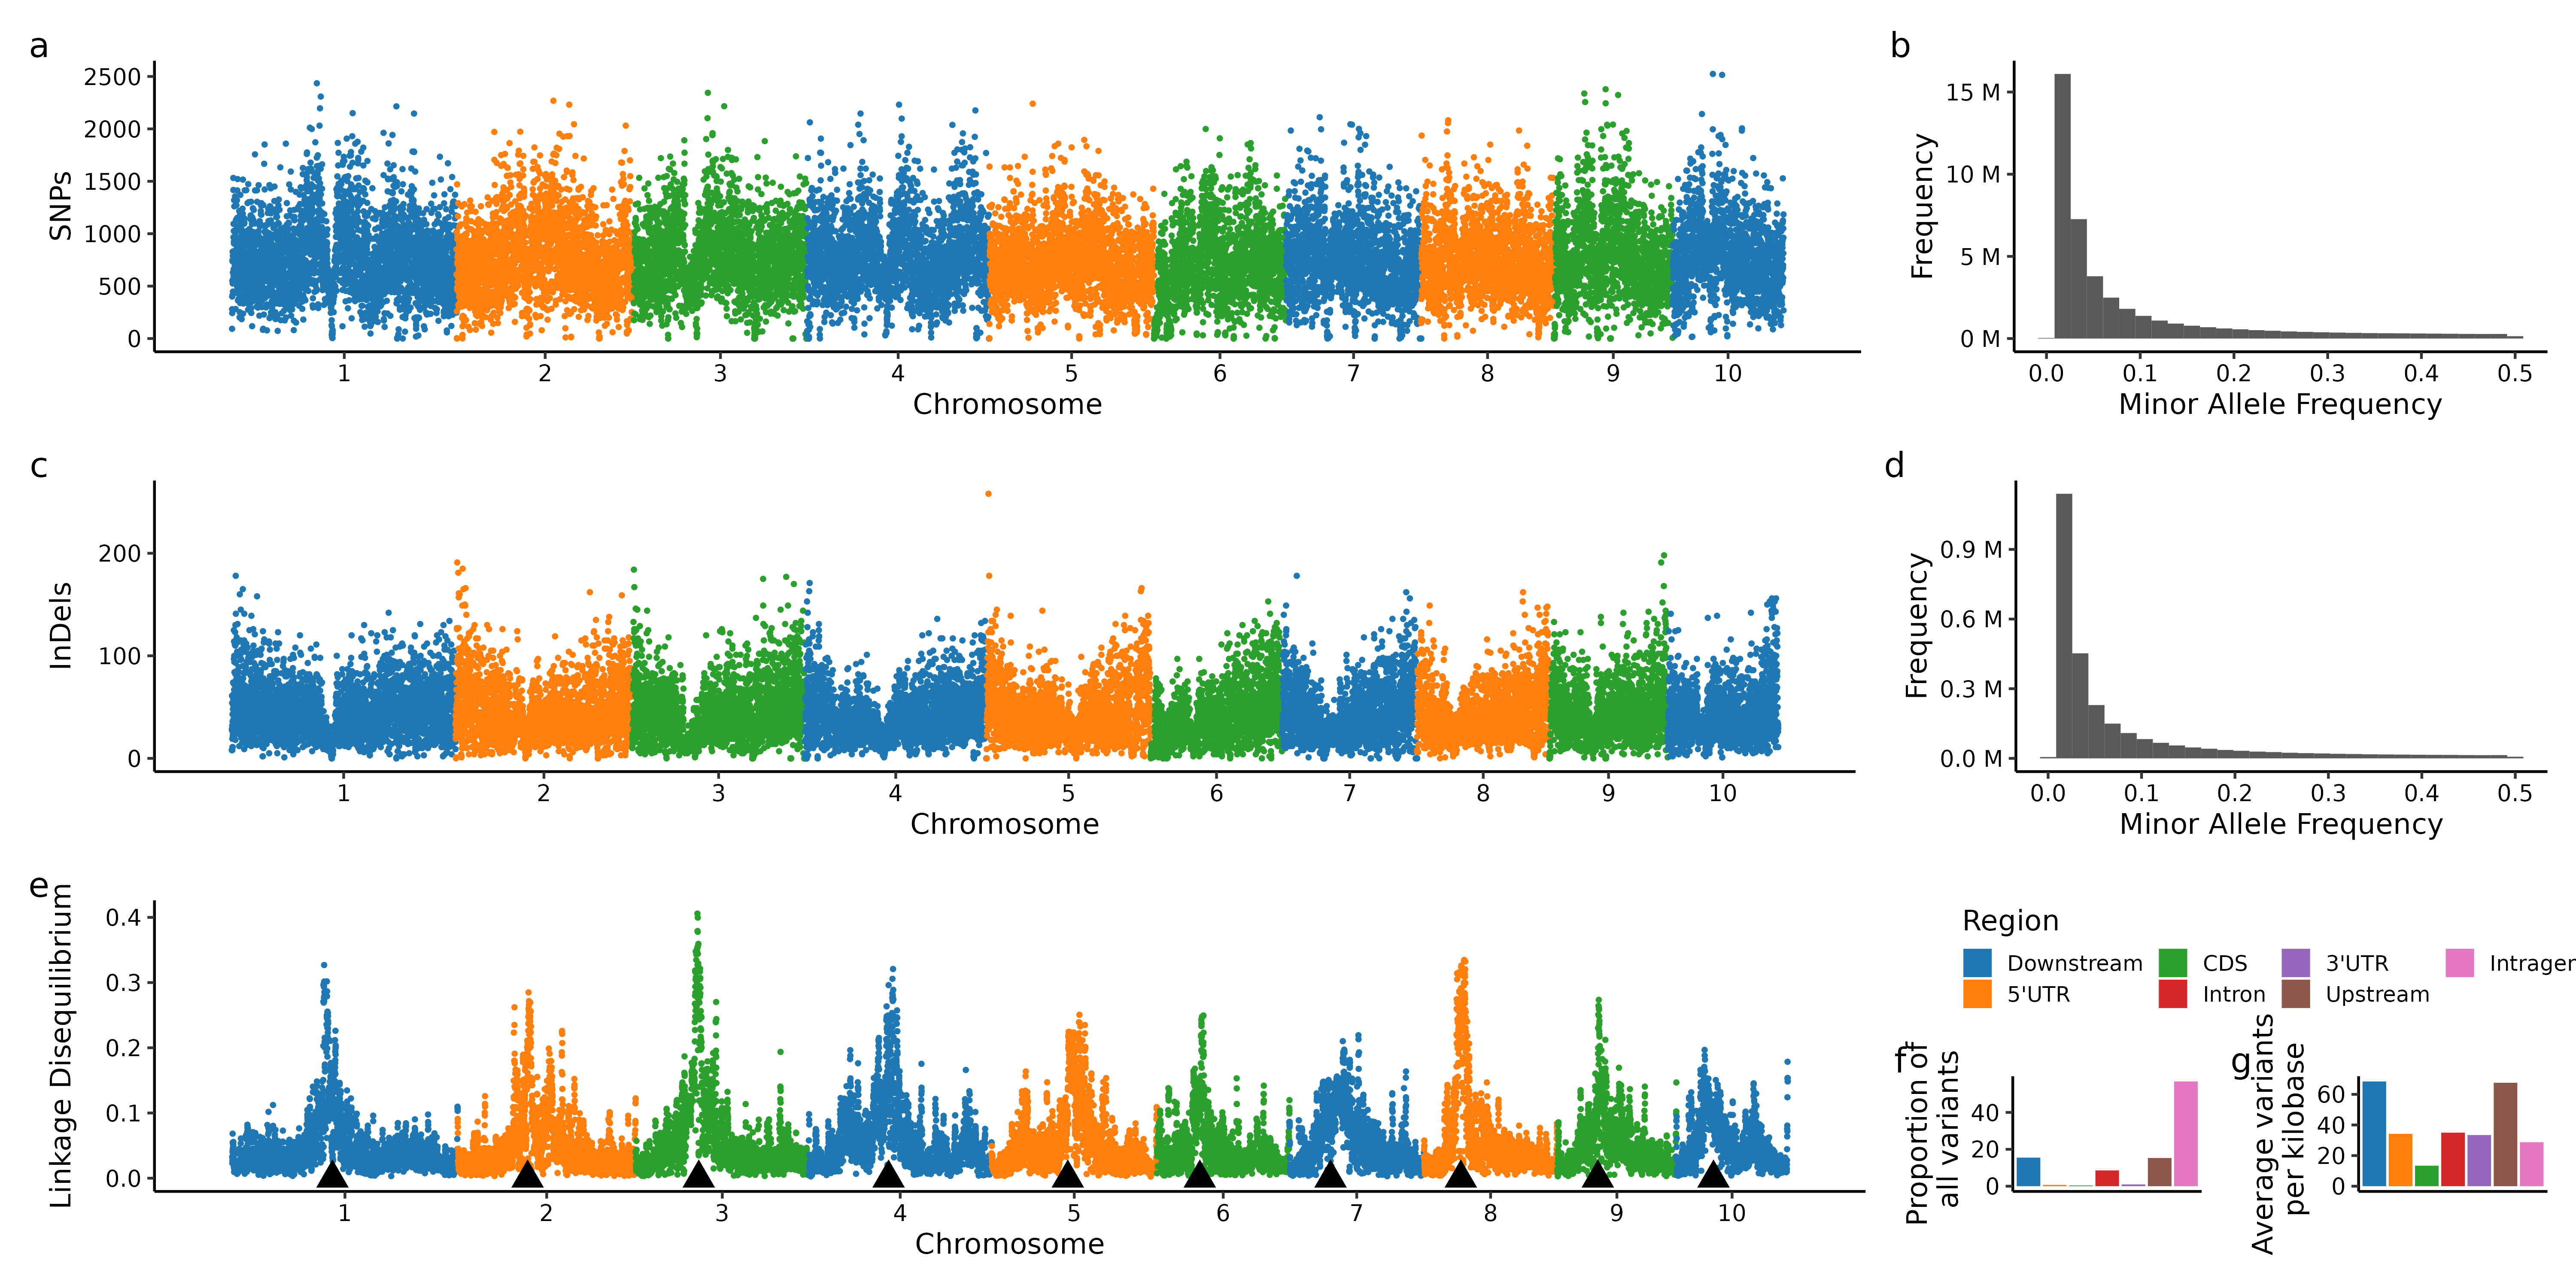 a
2500
2000
1500
1000
500
0
SNPs
1 2 3 4 5 6 7 8 9 10
Chromosome
b
15 M
10 M
5 M
0 M
Frequency
0.0 0.1 0.2 0.3 0.4 0.5
Minor Allele Frequency
c
200
100
0
InDels
1 2 3 4 5 6 7 8 9 10
Chromosome
d
0.9 M
0.6 M
0.3 M
0.0 M
Frequency
0.0 0.1 0.2 0.3 0.4 0.5
Minor Allele Frequency
e
0.4
0.3
0.2
0.1
0.0
Linkage Disequilibrium
1 2 3 4 5 6 7 8 9 10
Chromosome
Region
Downstream CDS 3'UTR Intragen
5'UTR Intron Upstream
f
40
20
0
Proportion of
all variants
g
60
40
20
0
Average variants
per kilobase